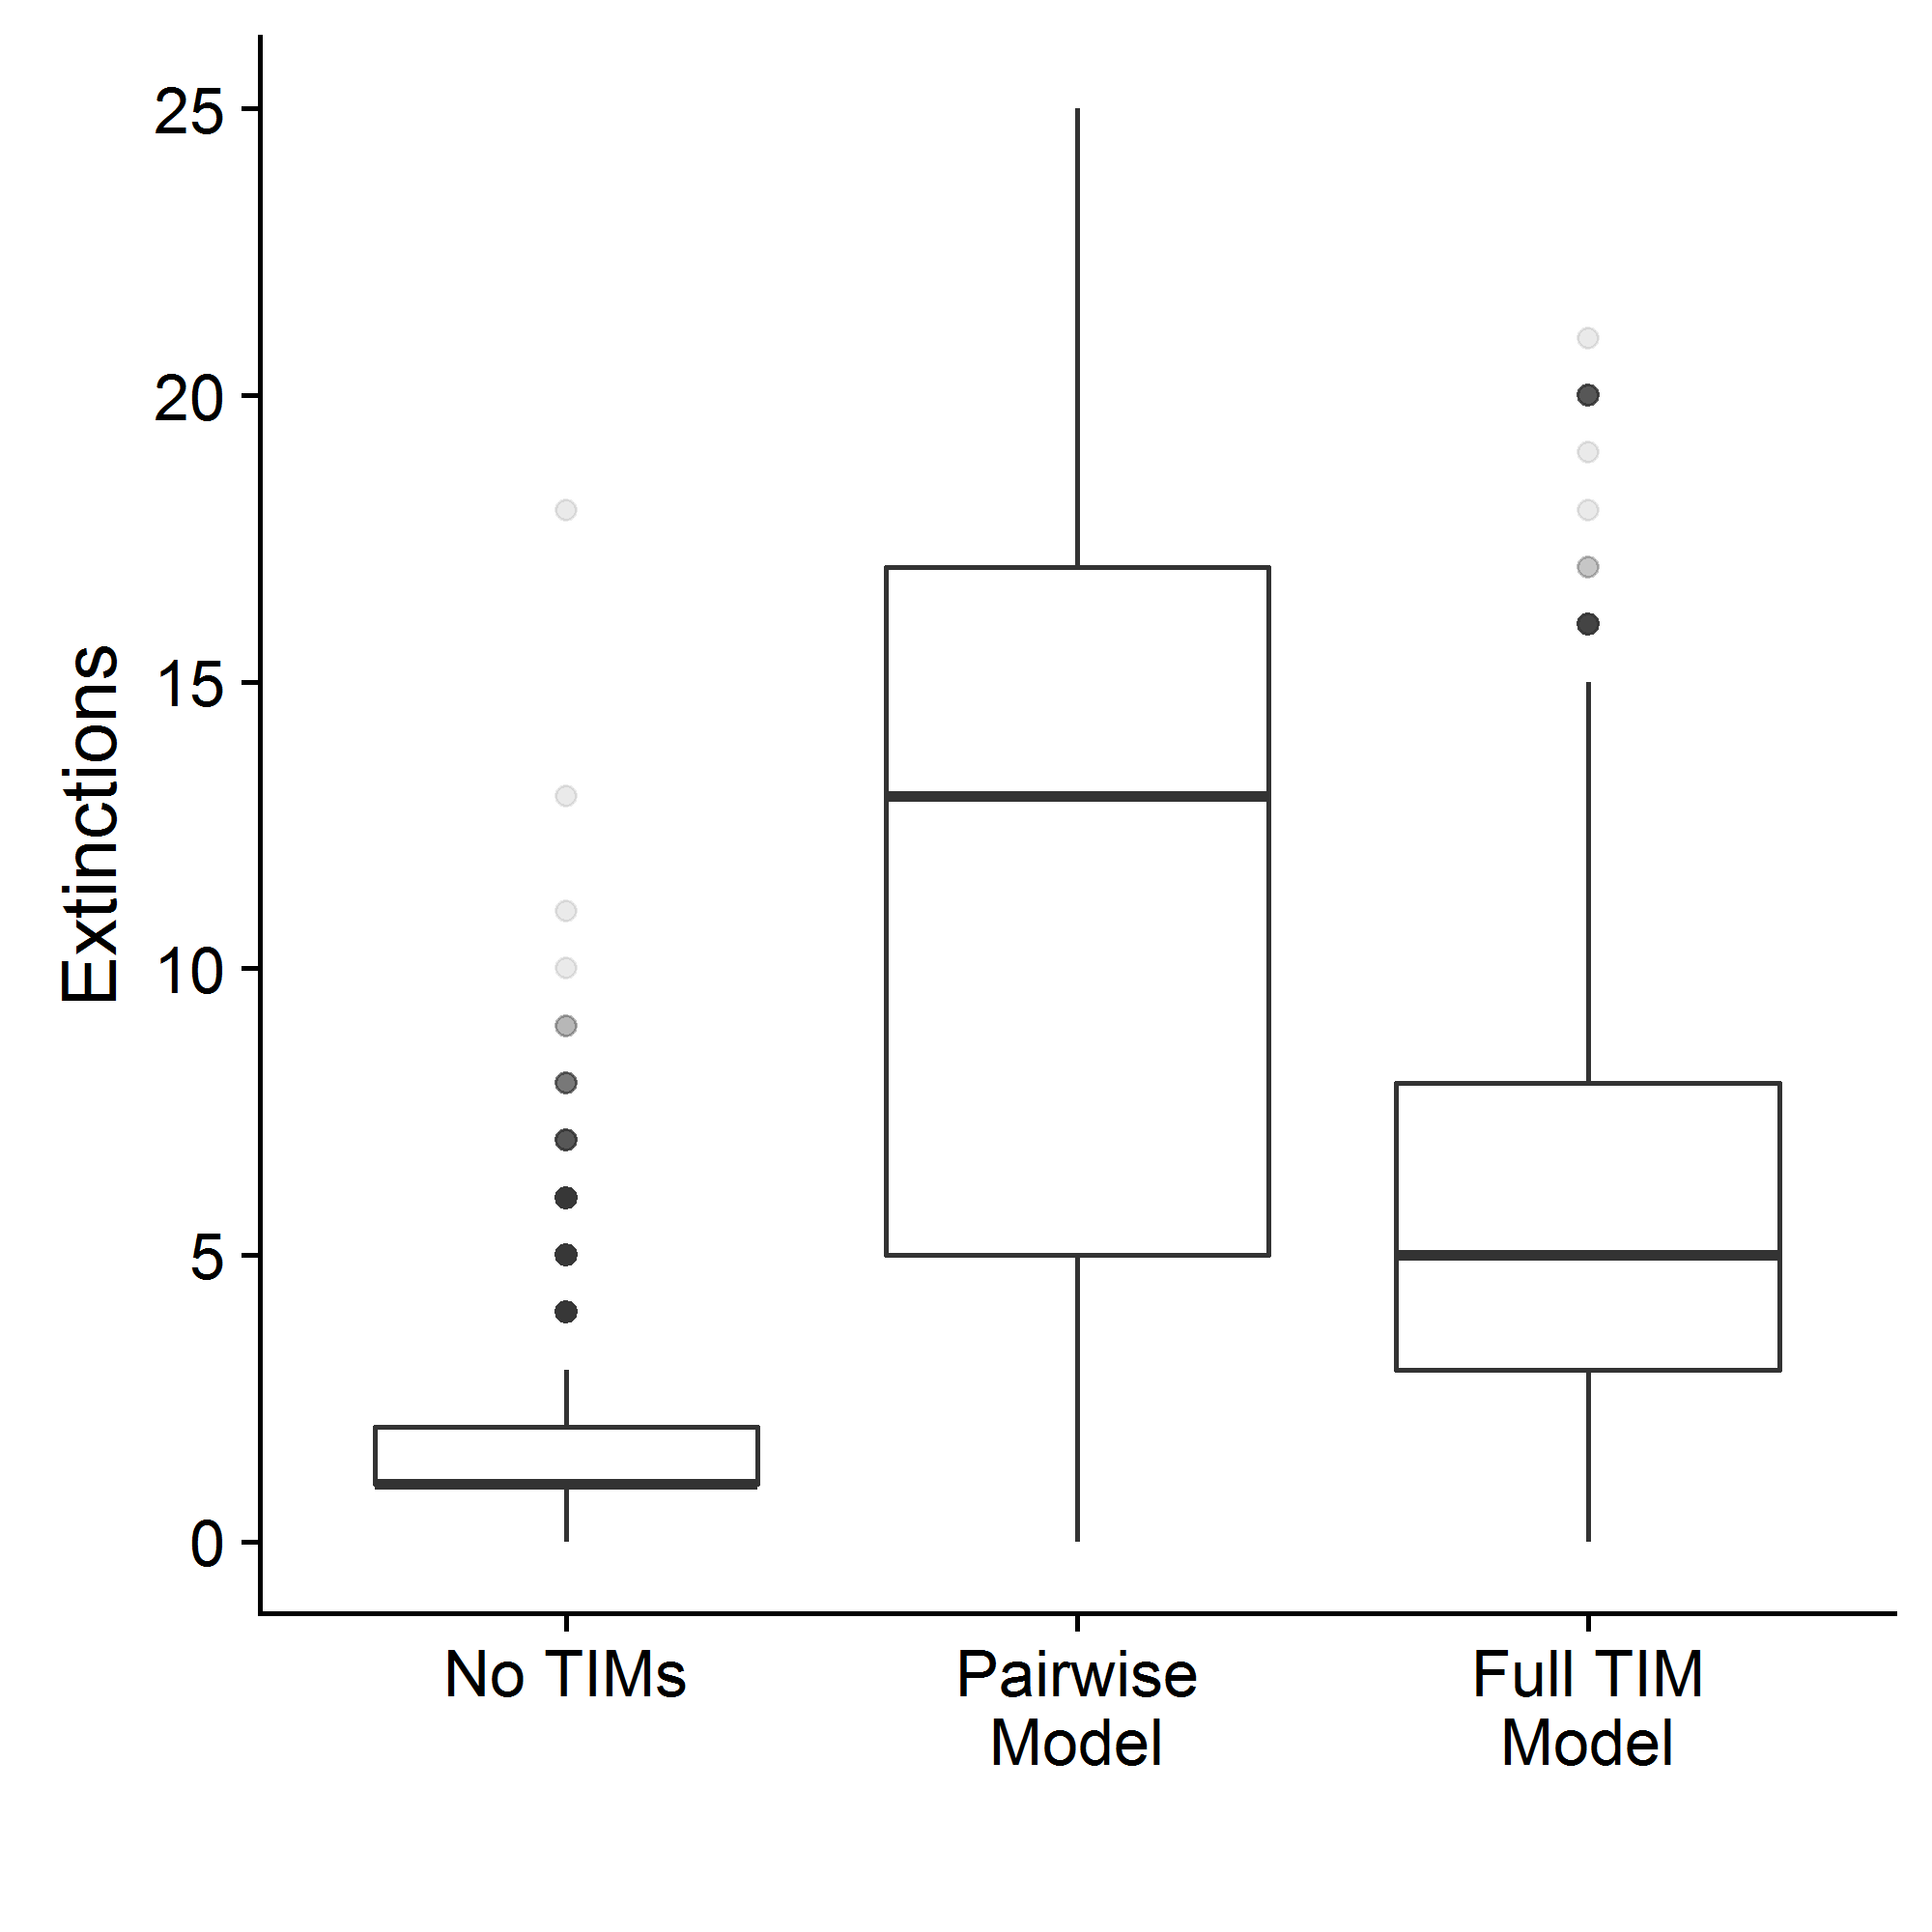 Extinctions
25
20
15
10
5
0
No TIMs
Pairwise
Model
Full TIM
Model